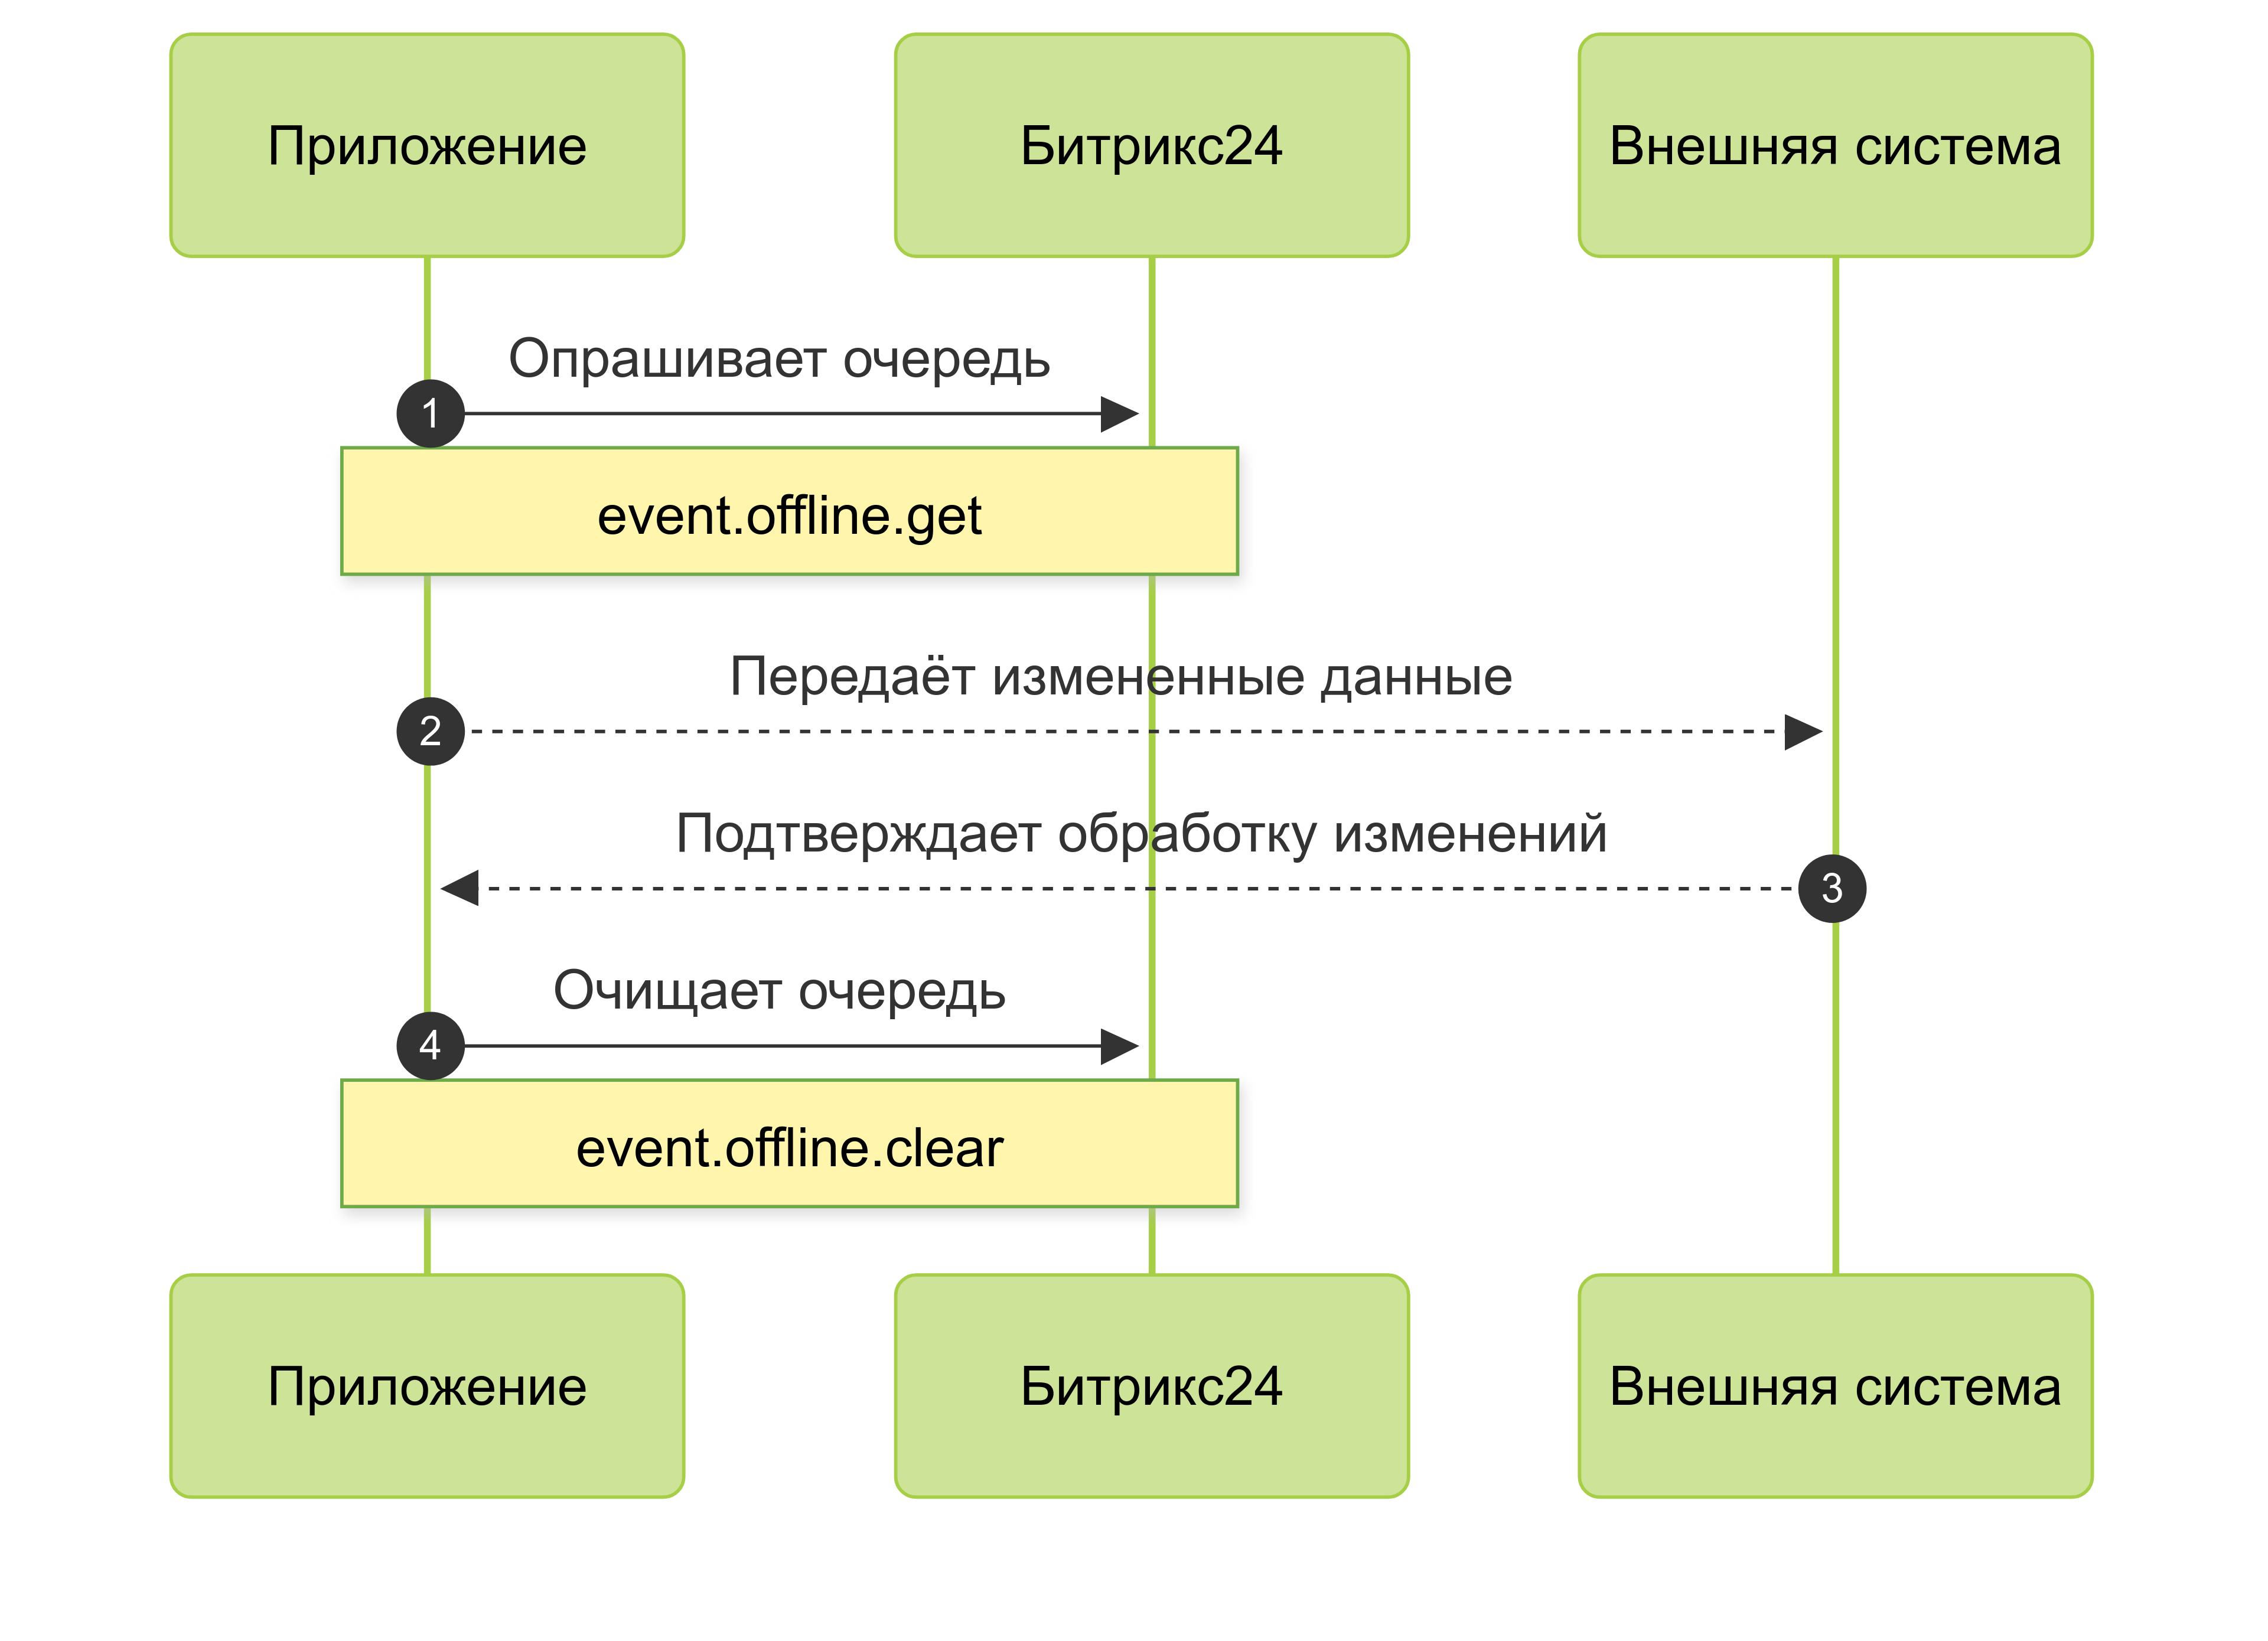 Приложение
Битрикс24
Внешняя система
Опрашивает очередь
1
event.offline.get
Передаёт измененные данные
2
Подтверждает обработку изменений
3
Очищает очередь
4
event.offline.clear
Приложение
Битрикс24
Внешняя система